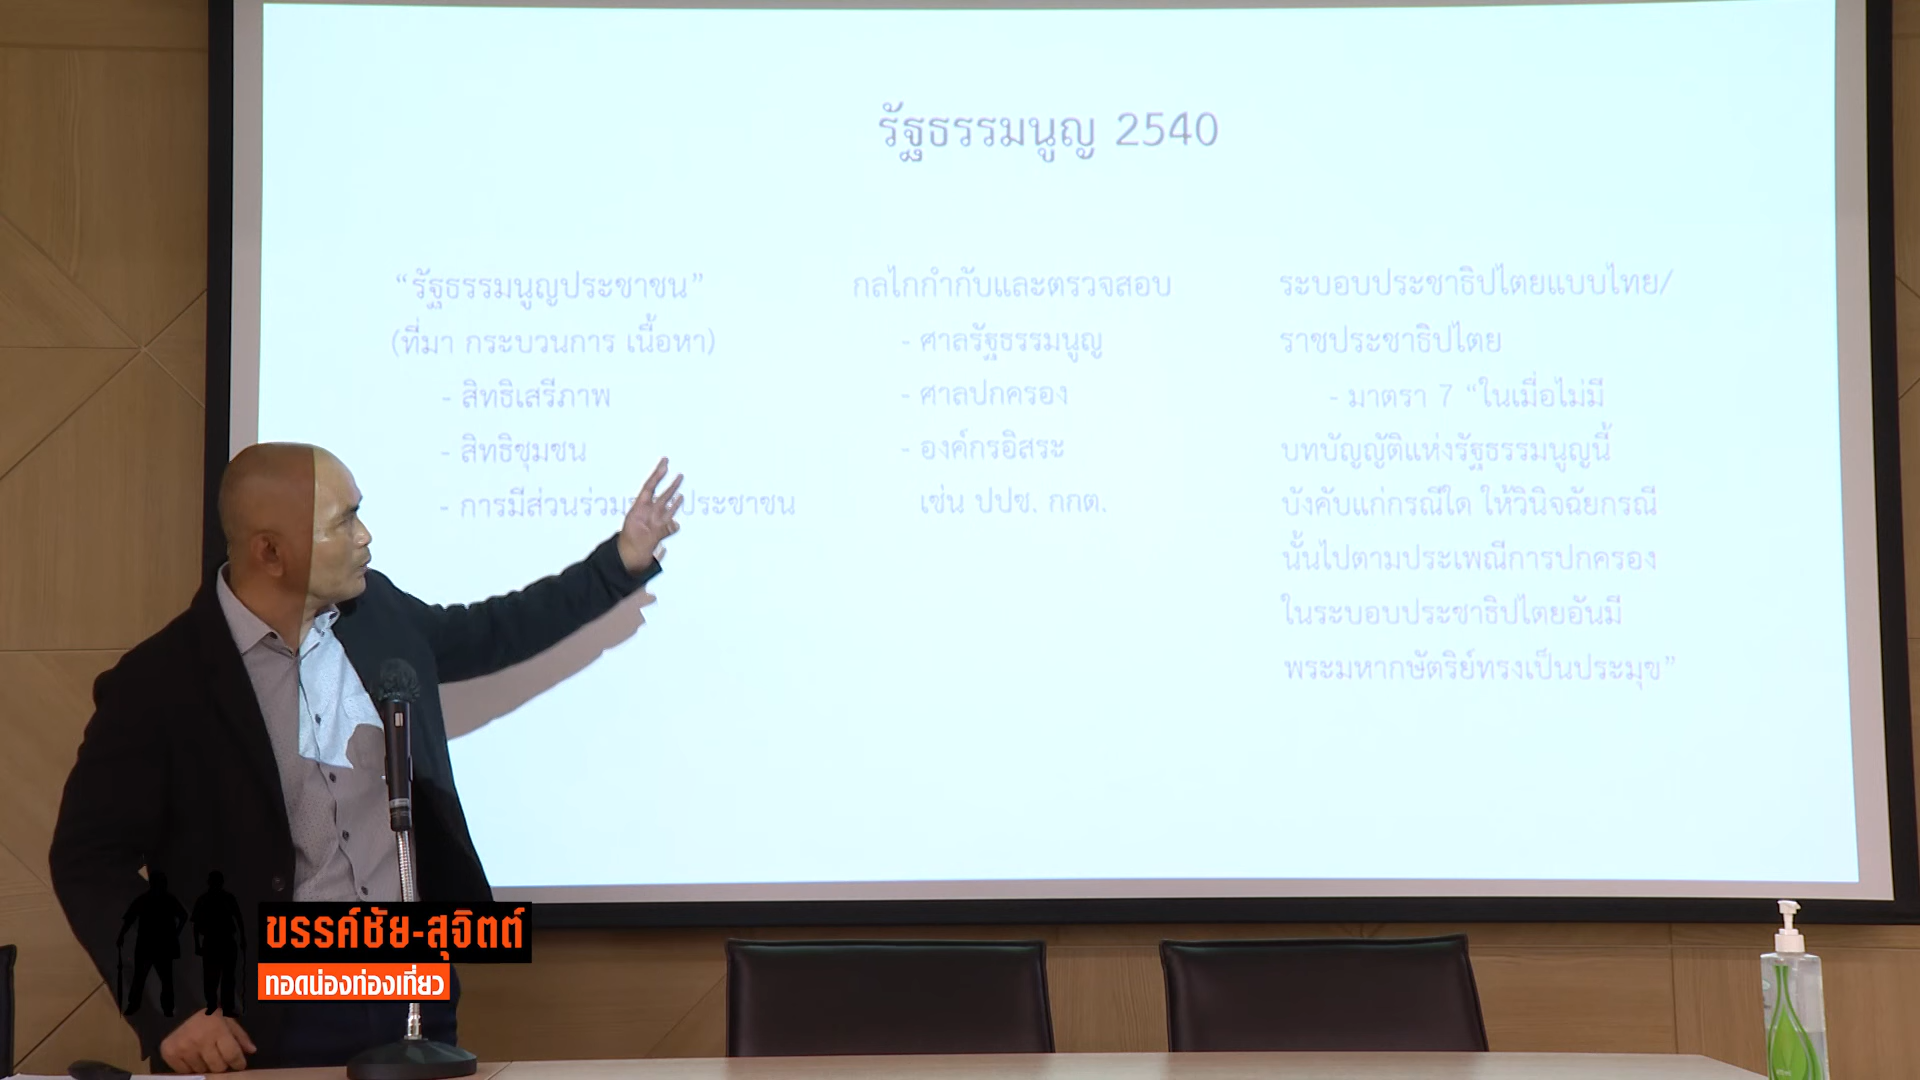 รัฐธรรมนูญ 2540
“รัฐธรรมนูญประชาชน”
(ที่มา กระบวนการ เนื้อหา)
- สิทธิเสรีภาพ
- สิทธิชุมชน
- การมีส่วนร่วม ประชาชน
กลไกกำกับและตรวจสอบ
- ศาลรัฐธรรมนูญ
- ศาลปกครอง
- องค์กรอิสระ
เช่น ปปช. กกต.
ระบอบประชาธิปไตยแบบไทย/
ราชประชาธิปไตย
- มาตรา 7 “ในเมื่อไม่มี
บทบัญญัติแห่งรัฐธรรมนูญนี้
บังคับแก่กรณีใด ให้วินิจฉัยกรณี
นั้นไปตามประเพณีการปกครอง
ในระบอบประชาธิปไตยอันมี
พระมหากษัตริย์ทรงเป็นประมุข”
ขรรค์ชัย-สุจิตต์
ทอดน่องท่องเที่ยว